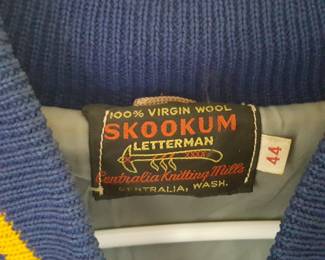 100% VIRGIN WOOL
SKOOKUM
LETTERMAN
Centralia Knitting Mills
CENTRALIA, WASH.
44